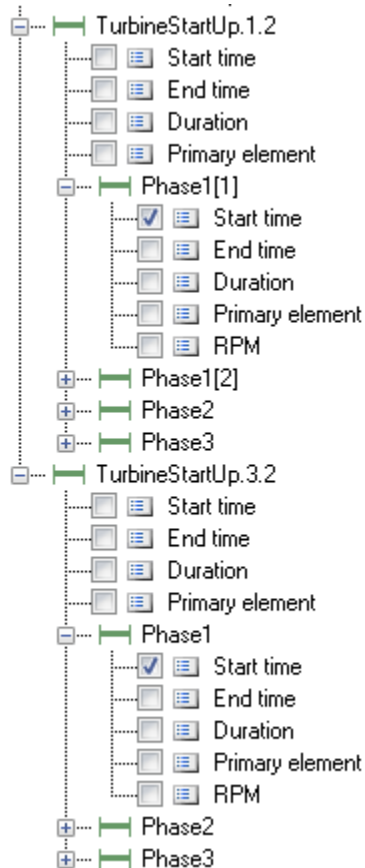 TurbineStartUp.1.2
Start time
End time
Duration
Primary element
Phase1[1]
Start time
End time
Duration
Primary element
RPM
Phase1[2]
Phase2
Phase3
TurbineStartUp.3.2
Start time
End time
Duration
Primary element
Phase1
Start time
End time
Duration
Primary element
RPM
Phase2
Phase3